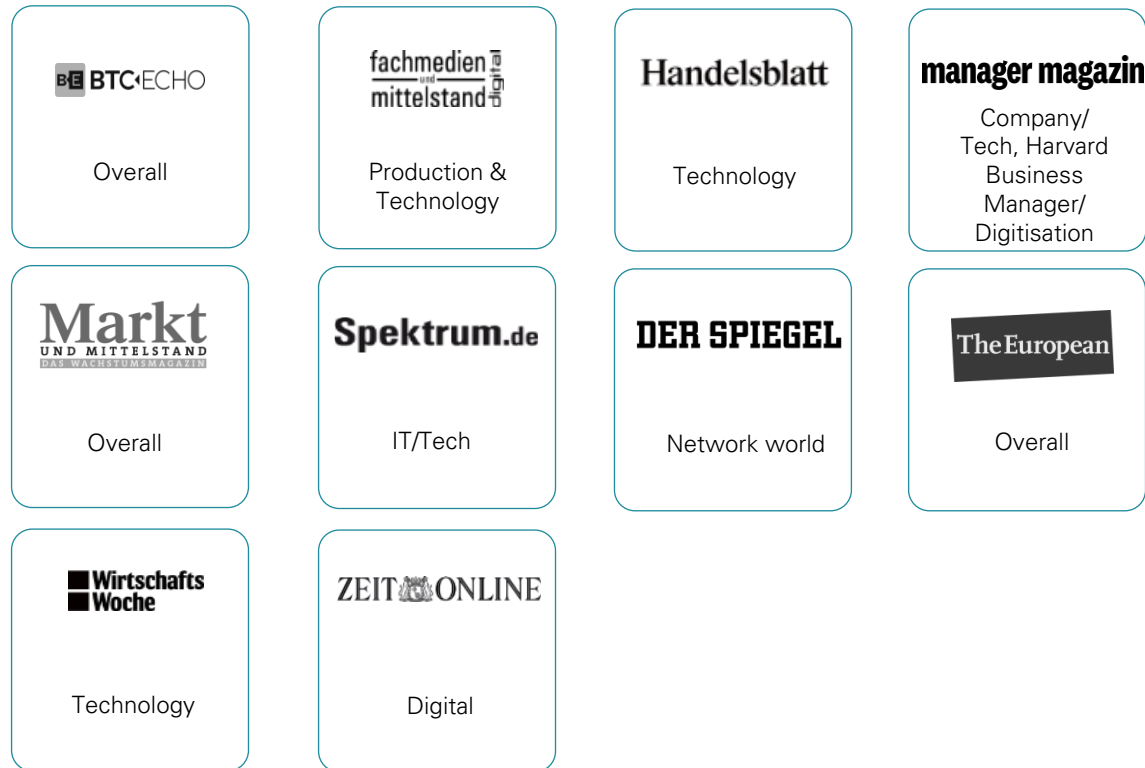 BE BTC ECHO
Overall
fachmedien
und
mittelstand
digital
Production &
Technology
Handelsblatt
Technology
manager magazin
Company/
Tech, Harvard
Business
Manager/
Digitisation
Markt
UND MITTELSTAND
DAS WACHSTUMSMAGAZIN
Overall
Spektrum.de
IT/Tech
DER SPIEGEL
Network world
The European
Overall
Wirtschafts
Woche
Technology
ZEIT ONLINE
Digital